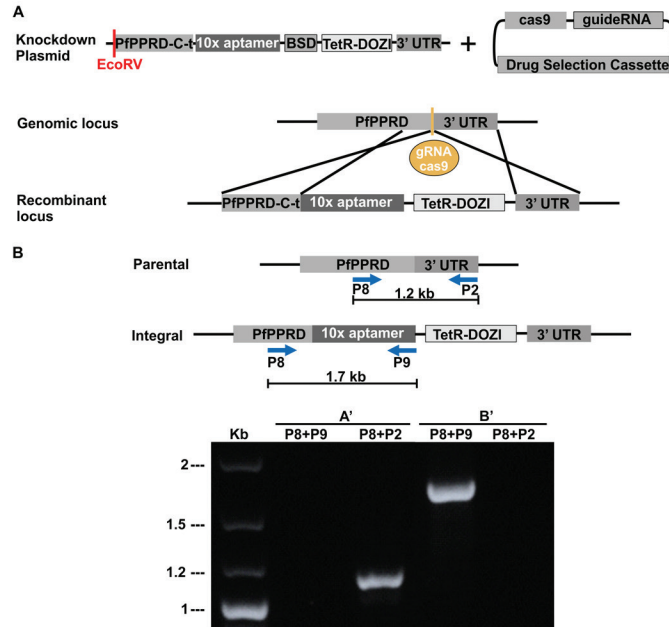 A
Knockdown Plasmid
PfPPRD-C-t 10x aptamer BSD TetR-DOZI 3' UTR
EcoRV
+
cas9 guideRNA
Drug Selection Cassette
Genomic locus
PfPPRD 3' UTR
gRNA
cas9
Recombinant locus
PfPPRD-C-t 10x aptamer TetR-DOZI 3' UTR
B
Parental
PfPPRD 3' UTR
P8 P2
1.2 kb
Integral
PfPPRD 10x aptamer TetR-DOZI 3' UTR
P8 P9
1.7 kb
A' B'
Kb P8+P9 P8+P2 P8+P9 P8+P2
2---
1.5 ---
1.2 ---
1---